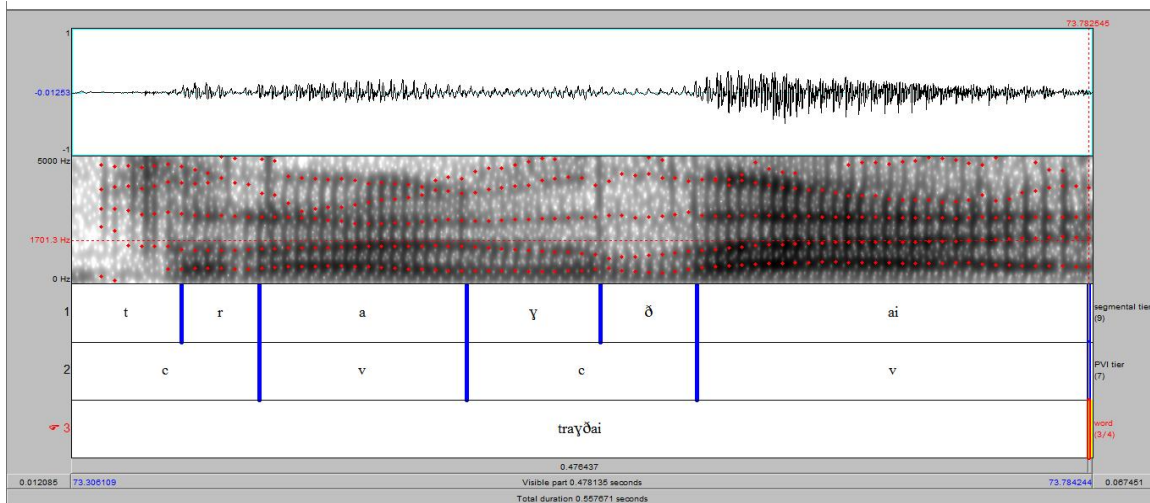 73.782545
1
-0.01253
-1
5000 Hz
1701.3 Hz
0 Hz
1 t r a ɣ ð ai segmental tier (9)
2 c v c v PVI tier (7)
3 traɣðai word (3/4)
0.476437
0.012085 73.306109 Visible part 0.478135 seconds 73.784244 0.067451
Total duration 0.557671 seconds